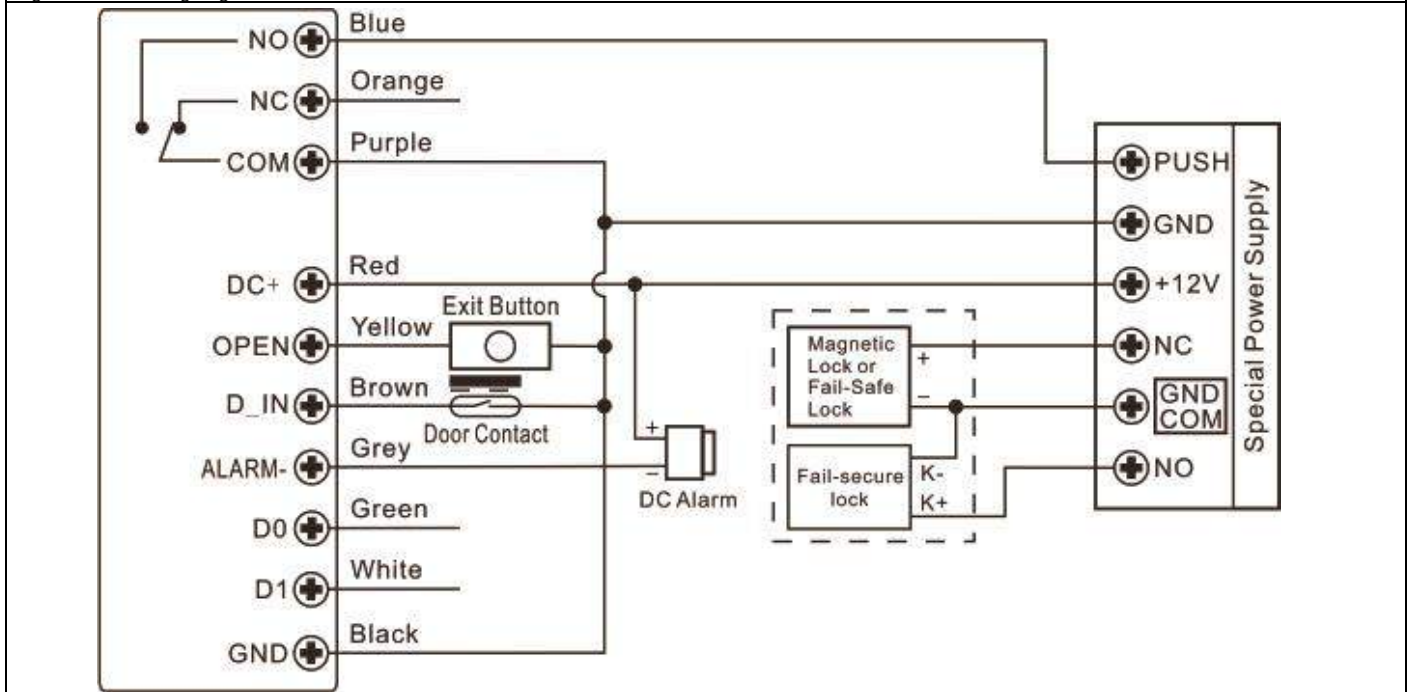 NO
Blue
NC
Orange
COM
Purple
DC+
Red
OPEN
Yellow
Exit Button
D_IN
Brown
Door Contact
ALARM-
Grey
+
−
DC Alarm
D0
Green
D1
White
GND
Black
Magnetic
Lock or
Fail-Safe
Lock
+
−
Fail-secure
lock
K-
K+
PUSH
GND
+12V
NC
GND
COM
NO
Special Power Supply